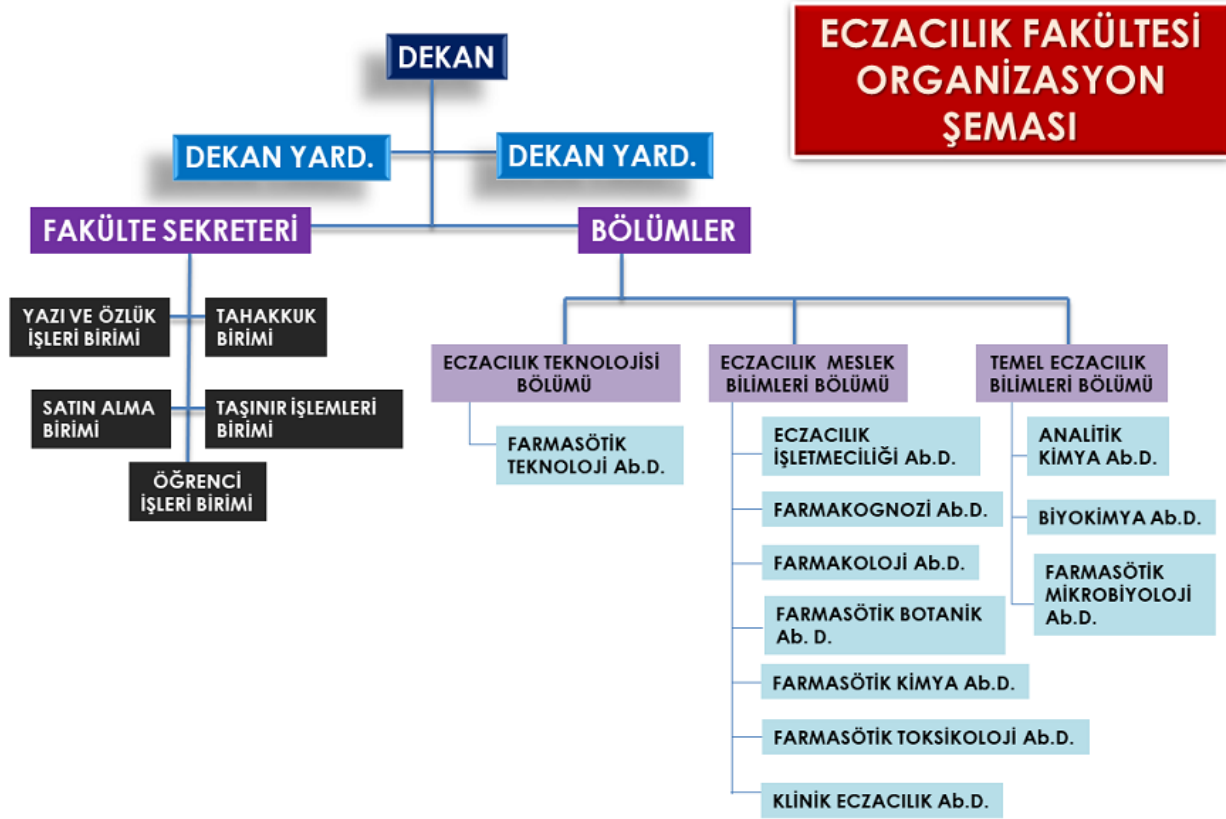 ECZACILIK FAKÜLTESİ
ORGANİZASYON
ŞEMASI
DEKAN
DEKAN YARD.
DEKAN YARD.
FAKÜLTE SEKRETERİ
BÖLÜMLER
YAZI VE ÖZLÜK
İŞLERİ BİRİMİ
TAHAKKUK
BİRİMİ
SATIN ALMA
BİRİMİ
TAŞINIR İŞLEMLERİ
BİRİMİ
ÖĞRENCİ
İŞLERİ BİRİMİ
ECZACILIK TEKNOLOJİSİ
BÖLÜMÜ
FARMASÖTİK
TEKNOLOJİ Ab.D.
ECZACILIK MESLEK
BİLİMLERİ BÖLÜMÜ
ECZACILIK
İŞLETMECİLİĞİ Ab.D.
FARMAKOGNOZİ Ab.D.
FARMAKOLOJİ Ab.D.
FARMASÖTİK BOTANİK
Ab. D.
FARMASÖTİK KİMYA Ab.D.
FARMASÖTİK TOKSİKOLOJİ Ab.D.
KLİNİK ECZACILIK Ab.D.
TEMEL ECZACILIK
BİLİMLERİ BÖLÜMÜ
ANALİTİK
KİMYA Ab.D.
BİYOKİMYA Ab.D.
FARMASÖTİK
MİKROBİYOLOJİ
Ab.D.